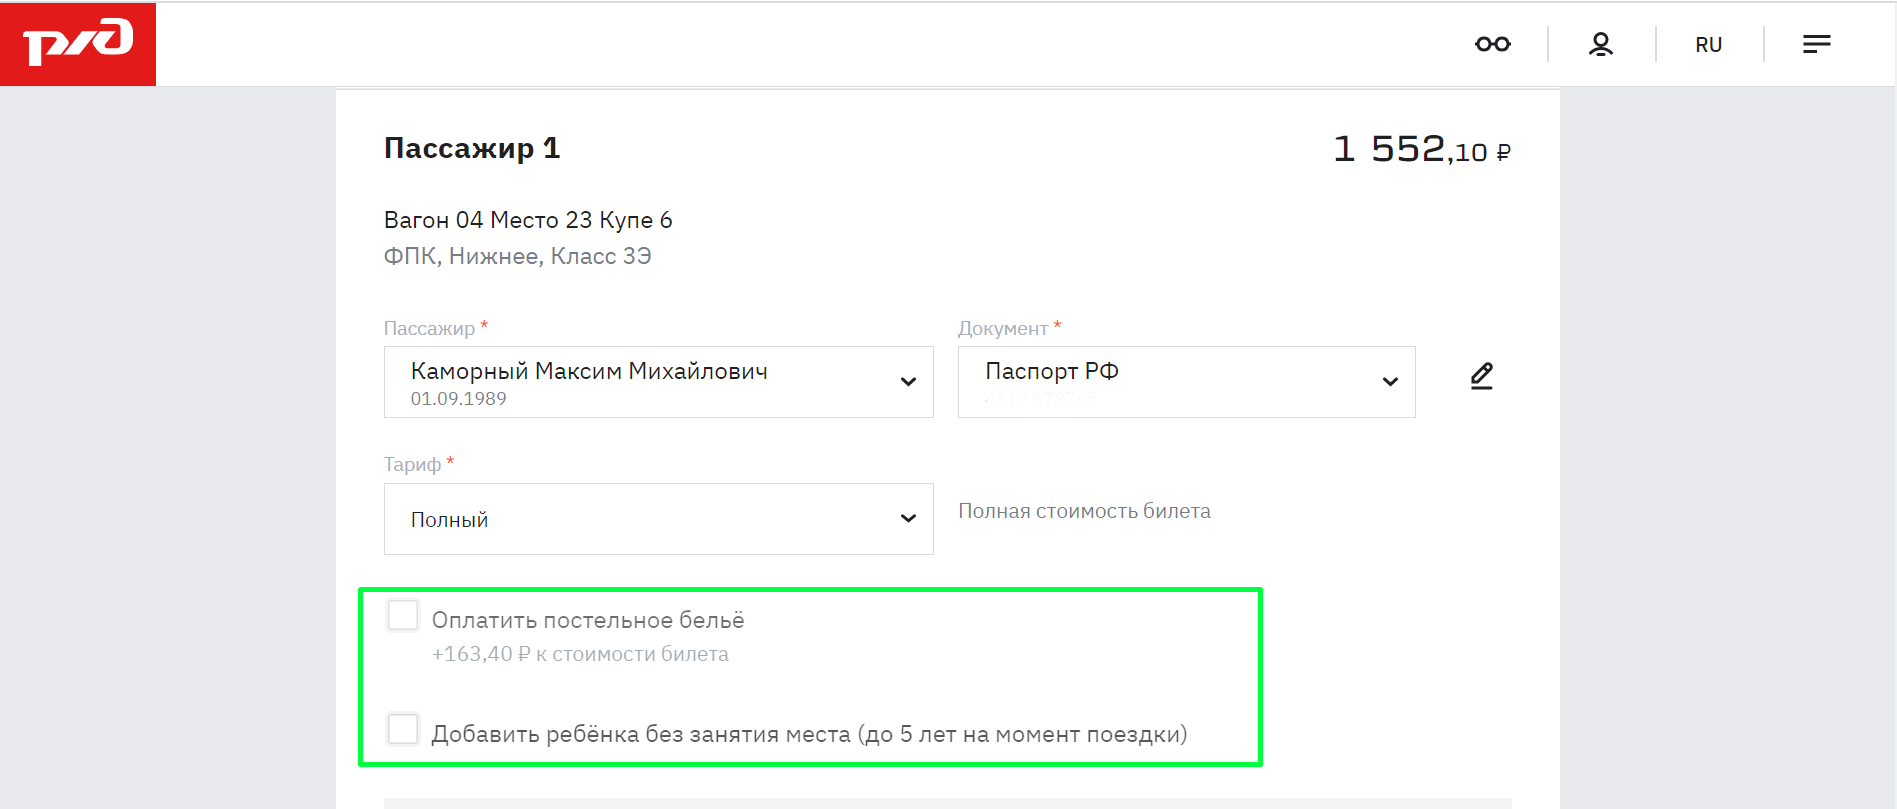 ржд
RU
Пассажир 1
1 552,10 ₽
Вагон 04 Место 23 Купе 6
ФПК, Нижнее, Класс 3Э
Пассажир *
Документ *
Каморный Максим Михайлович
01.09.1989
Паспорт РФ
Тариф *
Полный
Полная стоимость билета
Оплатить постельное бельё
+163,40 ₽ к стоимости билета
Добавить ребёнка без занятия места (до 5 лет на момент поездки)